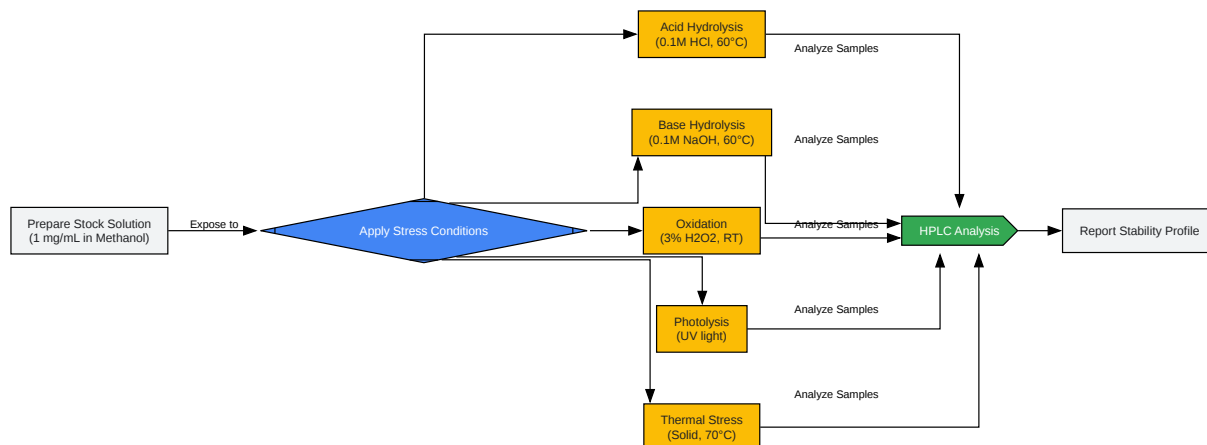 Acid Hydrolysis
(0.1M HCl, 60°C)
Analyze Samples
Base Hydrolysis
(0.1M NaOH, 60°C)
Analyze Samples
Prepare Stock Solution
(1 mg/mL in Methanol)
Expose to
Apply Stress Conditions
Oxidation
(3% H2O2, RT)
Analyze Samples
HPLC Analysis
Report Stability Profile
Photolysis
(UV light)
Analyze Samples
Thermal Stress
(Solid, 70°C)
Analyze Samples